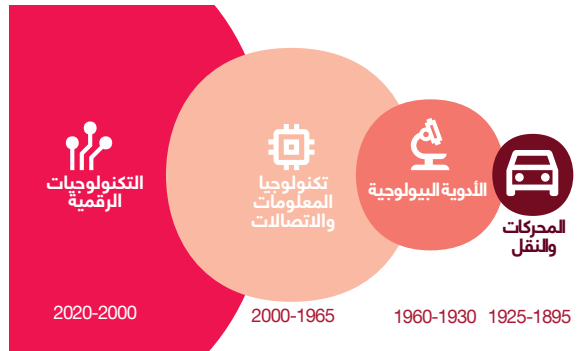 المحركات
والنقل
1925-1895
الأدوية البيولوجية
1960-1930
تكنولوجيا
المعلومات
والاتصالات
2000-1965
التكنولوجيات
الرقمية
2020-2000